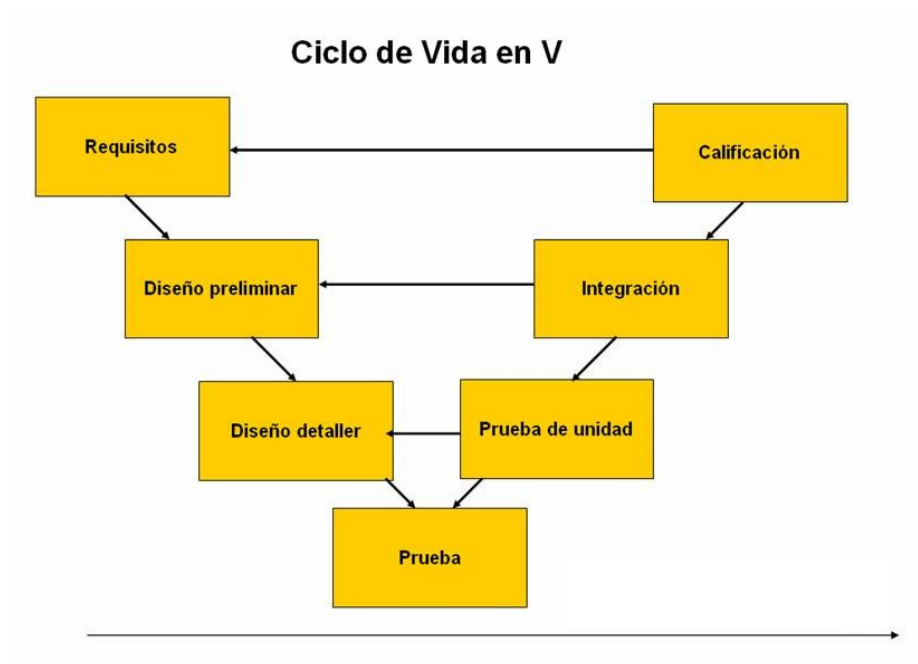 Ciclo de Vida en V
Requisitos
Calificación
Diseño preliminar
Integración
Diseño detaller
Prueba de unidad
Prueba